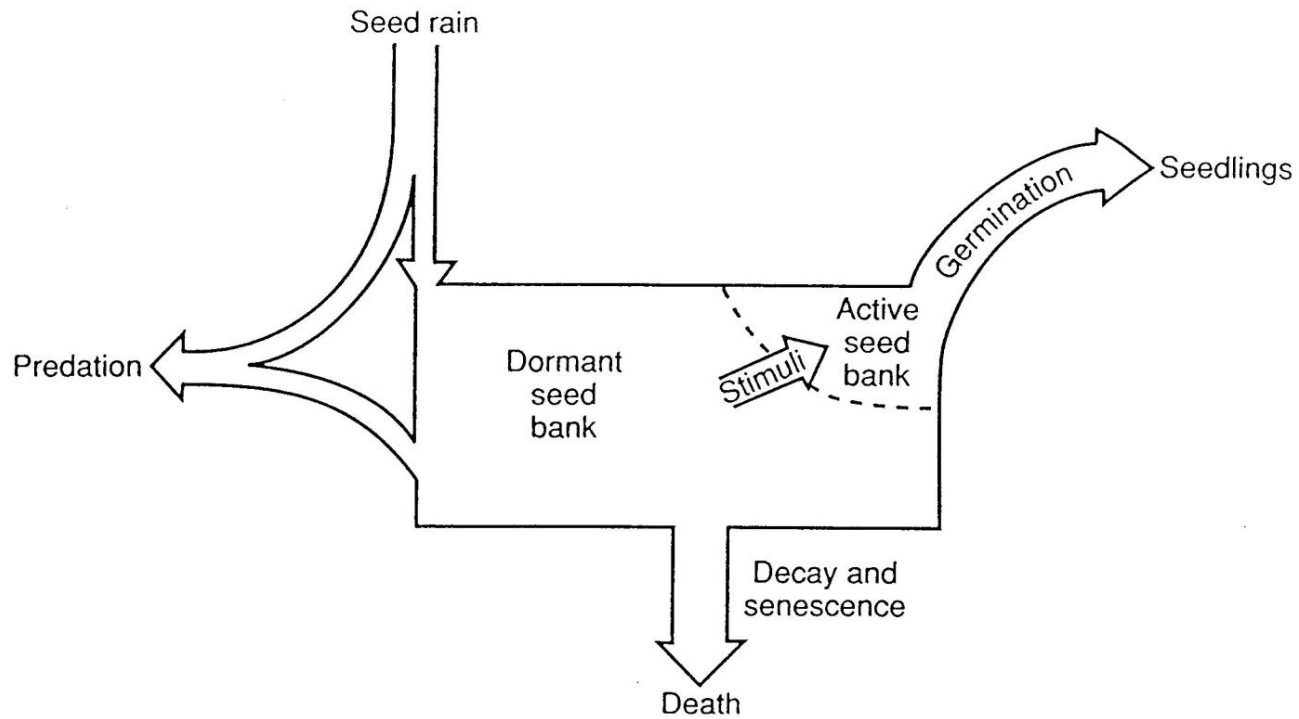 Seed rain
Seedlings
Germination
Active
seed
bank
Stimuli
Dormant
seed
bank
Predation
Decay and
senescence
Death